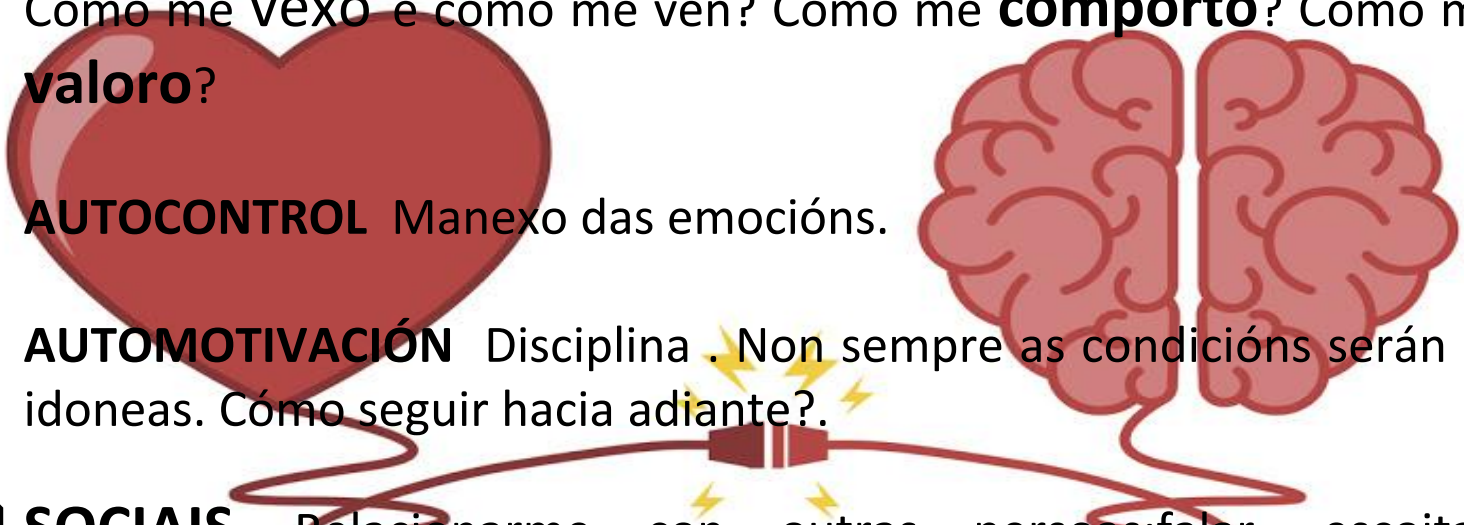 Como me vexo e como me ven? Como me comporto? Como m
valoro?
AUTOCONTROL Manexo das emocións.
AUTOMOTIVACIÓN Disciplina . Non sempre as condicións serán
idoneas. Cómo seguir hacia adiante?.
SOCIAIS Relacionarme con outras